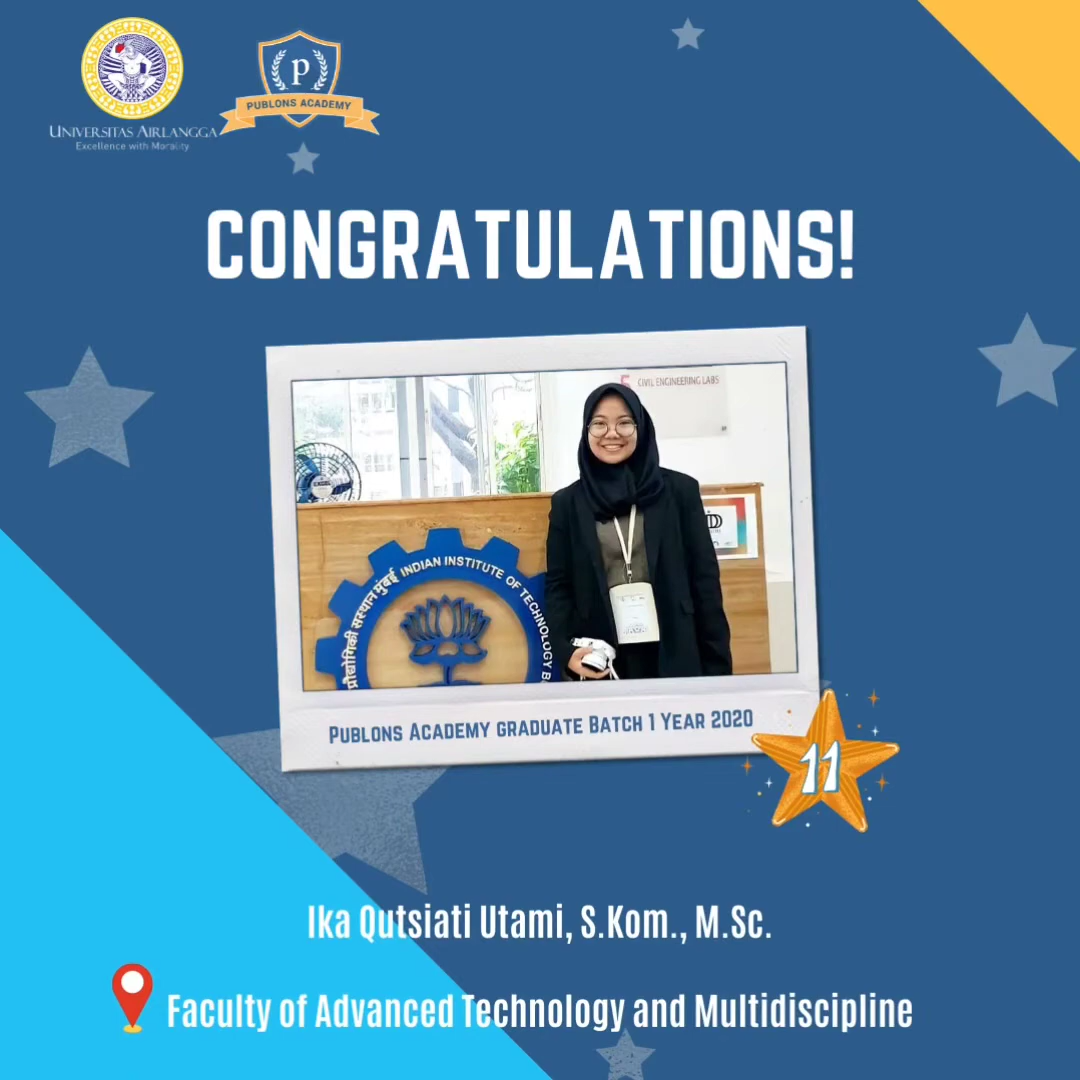 UNIVERSITAS AIRLANGGA
Excellence with Morality
P
PUBLONS ACADEMY
CONGRATULATIONS!
CIVIL ENGINEERING LABS
प्रौद्योगिकी संस्थान मुंबई INDIAN INSTITUTE OF TECHNOLOGY B
PUBLONS ACADEMY GRADUATE BATCH 1 YEAR 2020
11
Ika Qutsiati Utami, S.Kom., M.Sc.
Faculty of Advanced Technology and Multidiscipline